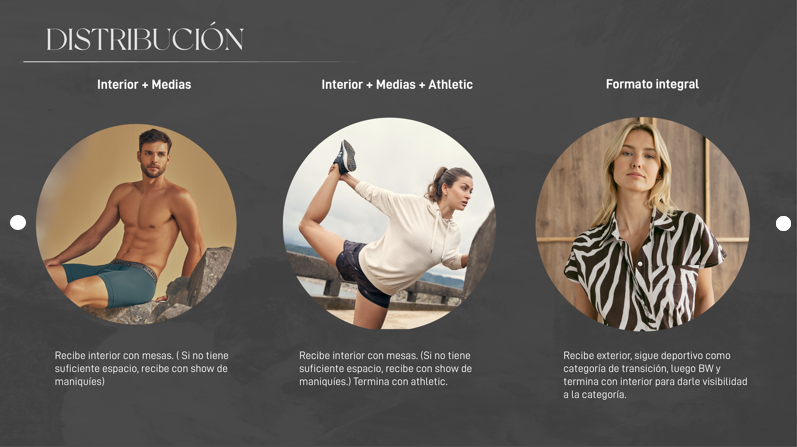 DISTRIBUCIÓN
Interior + Medias
Interior + Medias + Athletic
Formato integral
Recibe interior con mesas. ( Si no tiene
suficiente espacio, recibe con show de
maniquíes)
Recibe interior con mesas. (Si no tiene
suficiente espacio, recibe con show de
maniquíes.) Termina con athletic.
Recibe exterior, sigue deportivo como
categoría de transición, luego BW y
termina con interior para darle visibilidad
a la categoría.